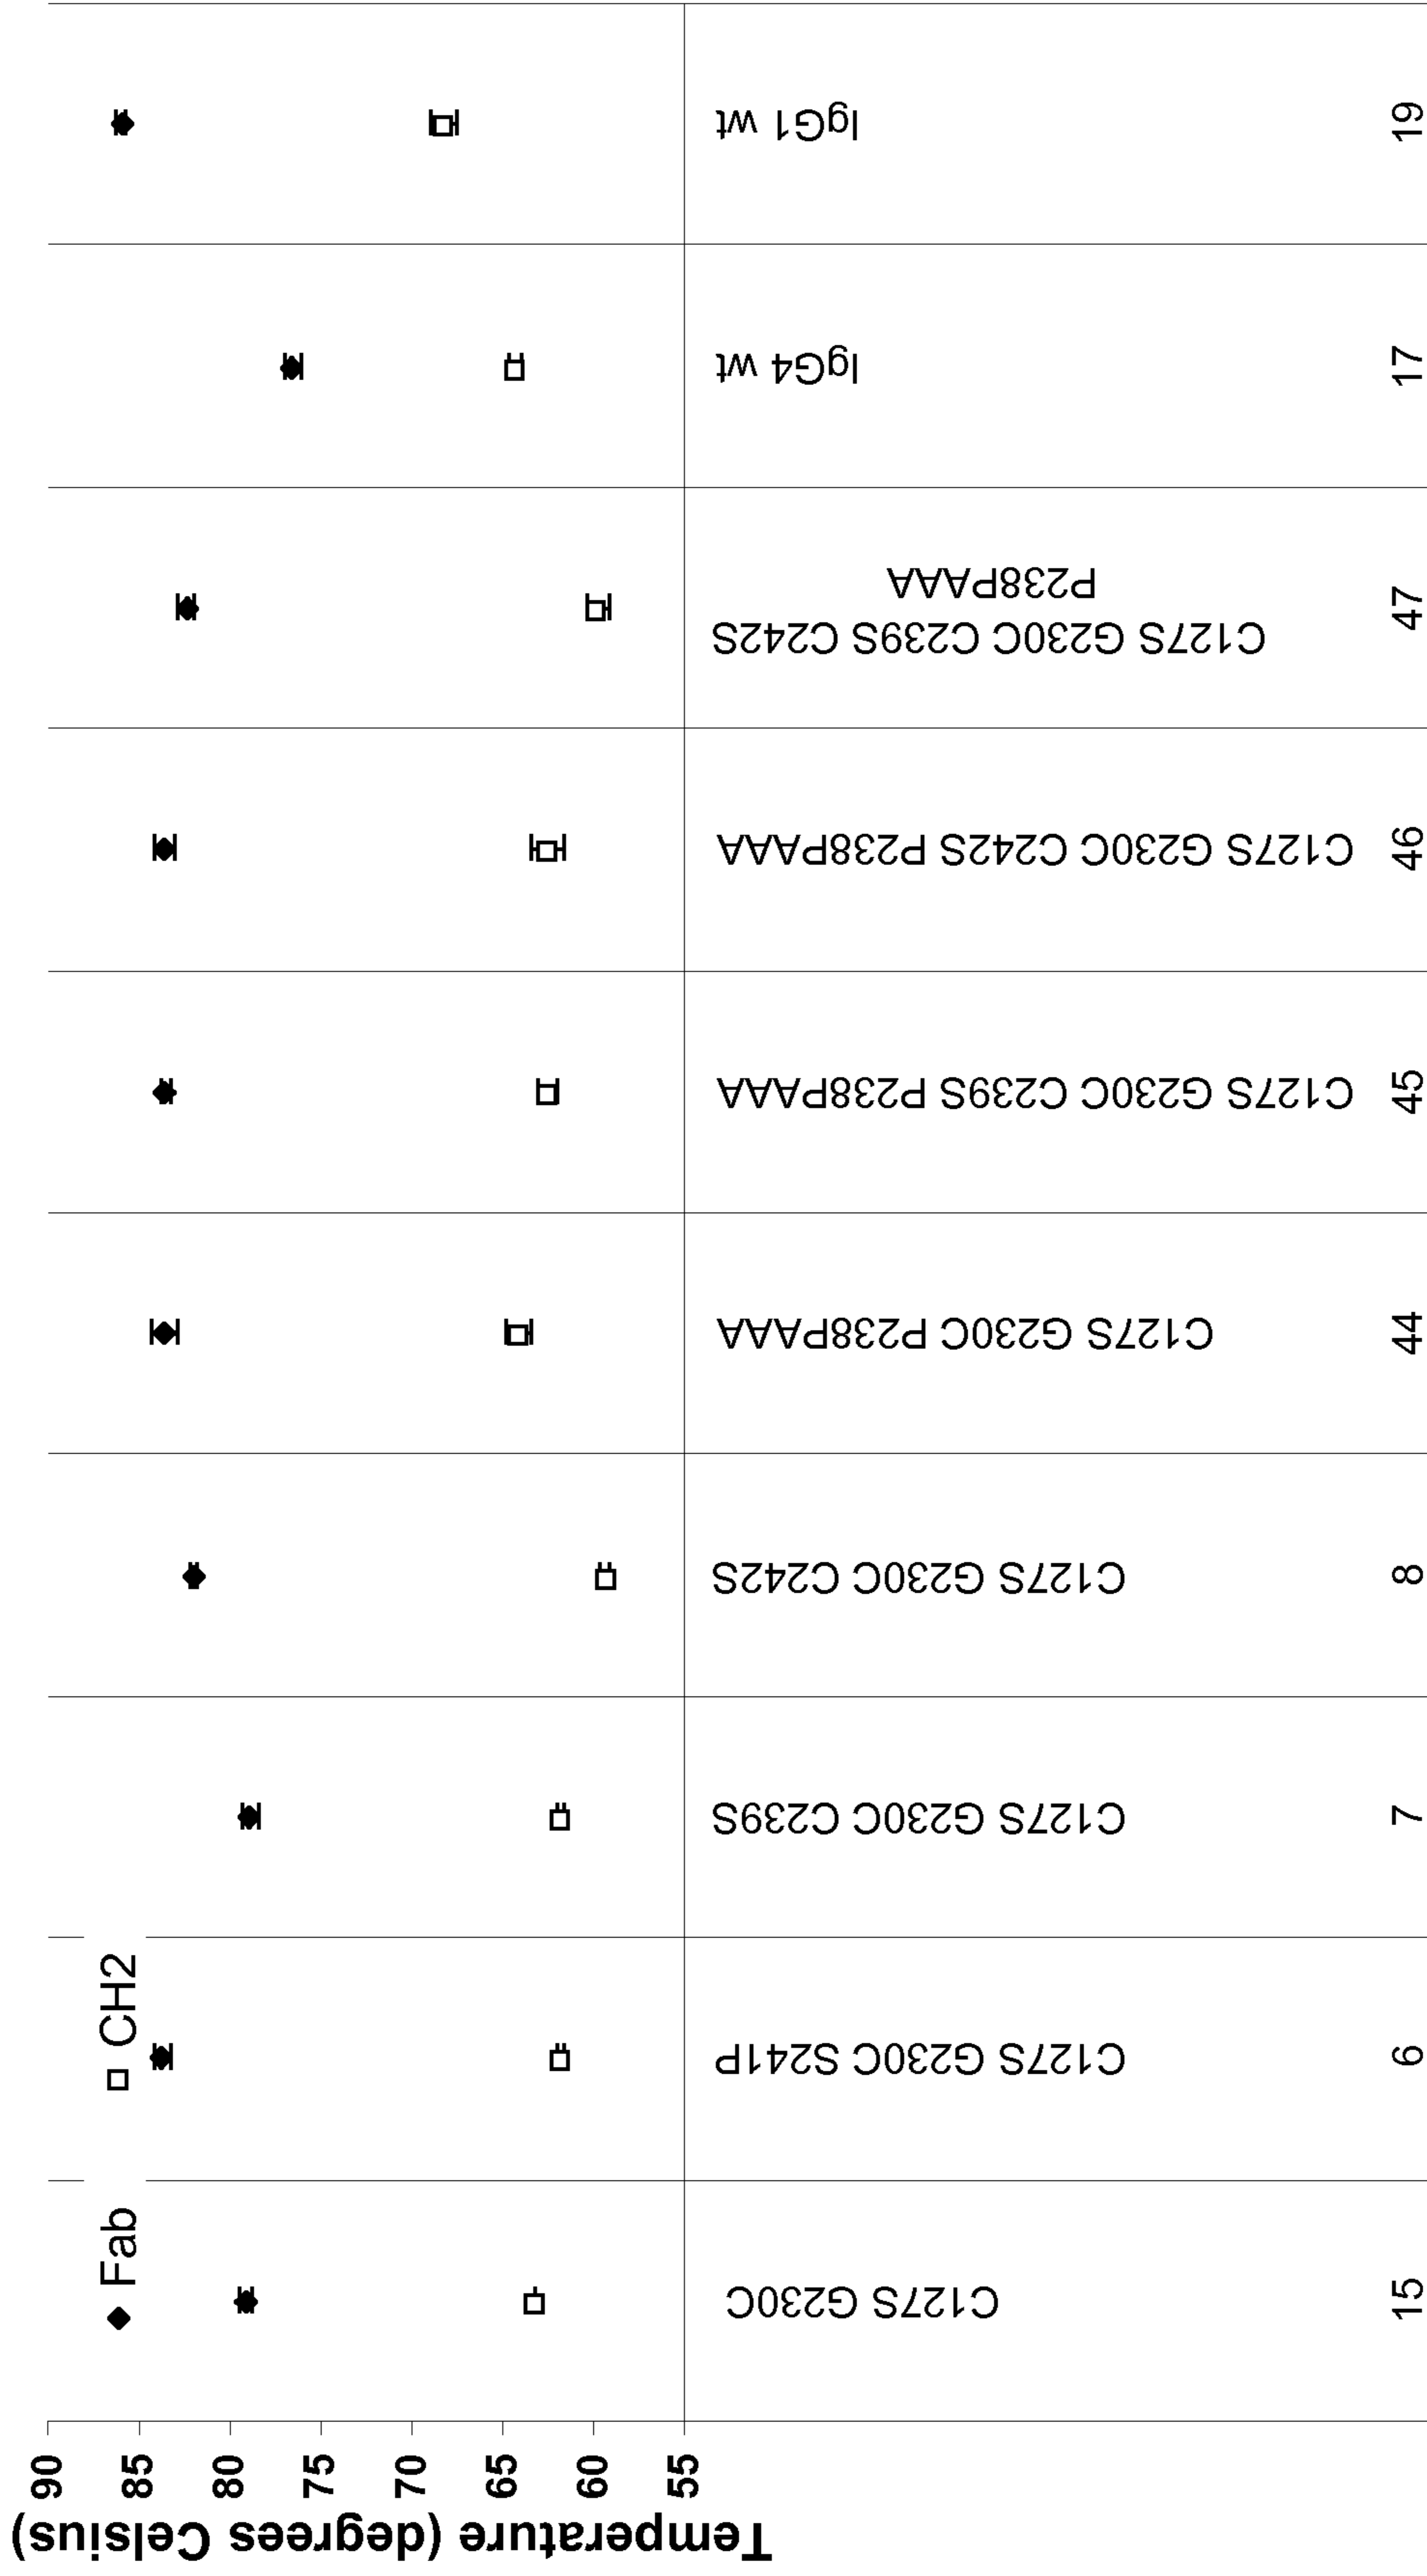 Temperature (degrees Celsius)
90
85
80
75
70
65
60
55
Fab
CH2
C127S G230C
C127S G230C S241P
C127S G230C C239S
C127S G230C C242S
C127S G230C P238PAAA
C127S G230C C239S P238PAAA
C127S G230C C242S P238PAAA
C127S G230C C239S C242S
P238PAAA
IgG4 wt
IgG1 wt
15
6
7
8
44
45
46
47
17
19